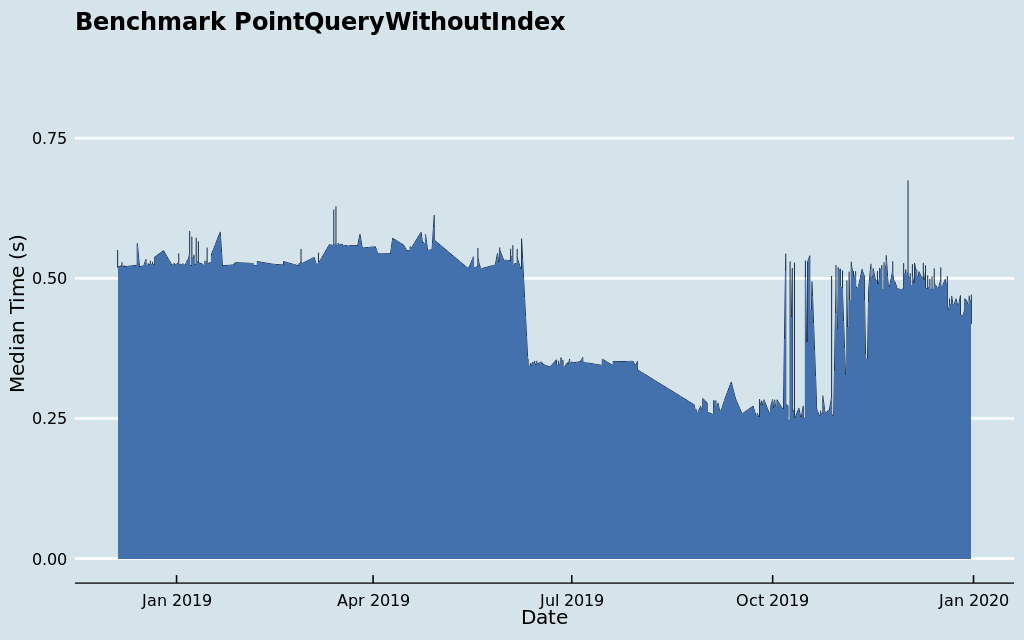 Benchmark PointQueryWithoutIndex
Median Time (s)
0.75
0.50
0.25
0.00
Jan 2019 Apr 2019 Jul 2019 Oct 2019 Jan 2020
Date